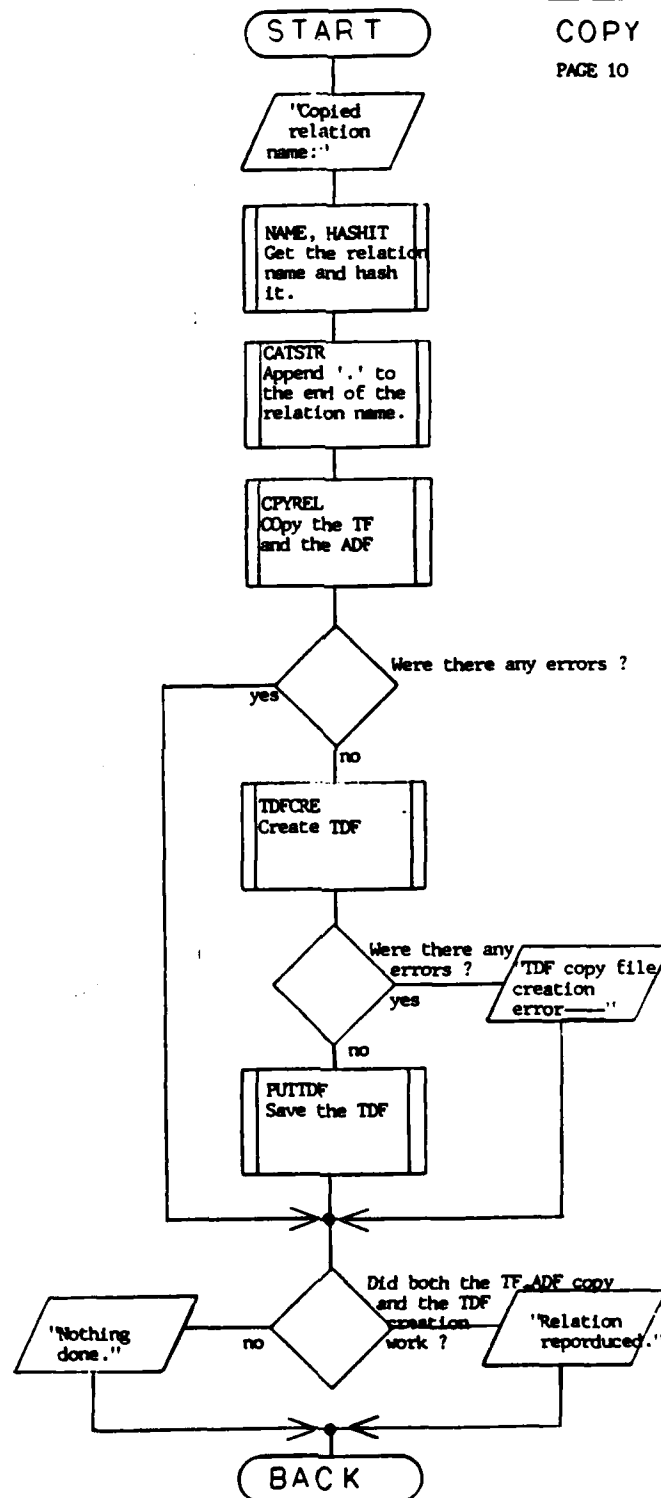 START
COPY
PAGE 10
"Copied
relation
name:"
NAME, HASHIT
Get the relation
name and hash
it.
CATSTR
Append '.' to
the end of the
relation name.
CPYREL
COpy the TF
and the ADF
Were there any errors ?
yes
no
TDFCRE
Create TDF
Were there any
errors ?
yes
"TDF copy file
creation
error——"
no
PUTTDF
Save the TDF
Did both the TF,ADF copy
and the TDF
creation
work ?
no
"Nothing
done."
"Relation
reporduced."
BACK